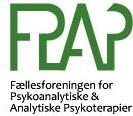 FPAP
Fællesforeningen for
Psykoanalytiske &
Analytiske Psykoterapier